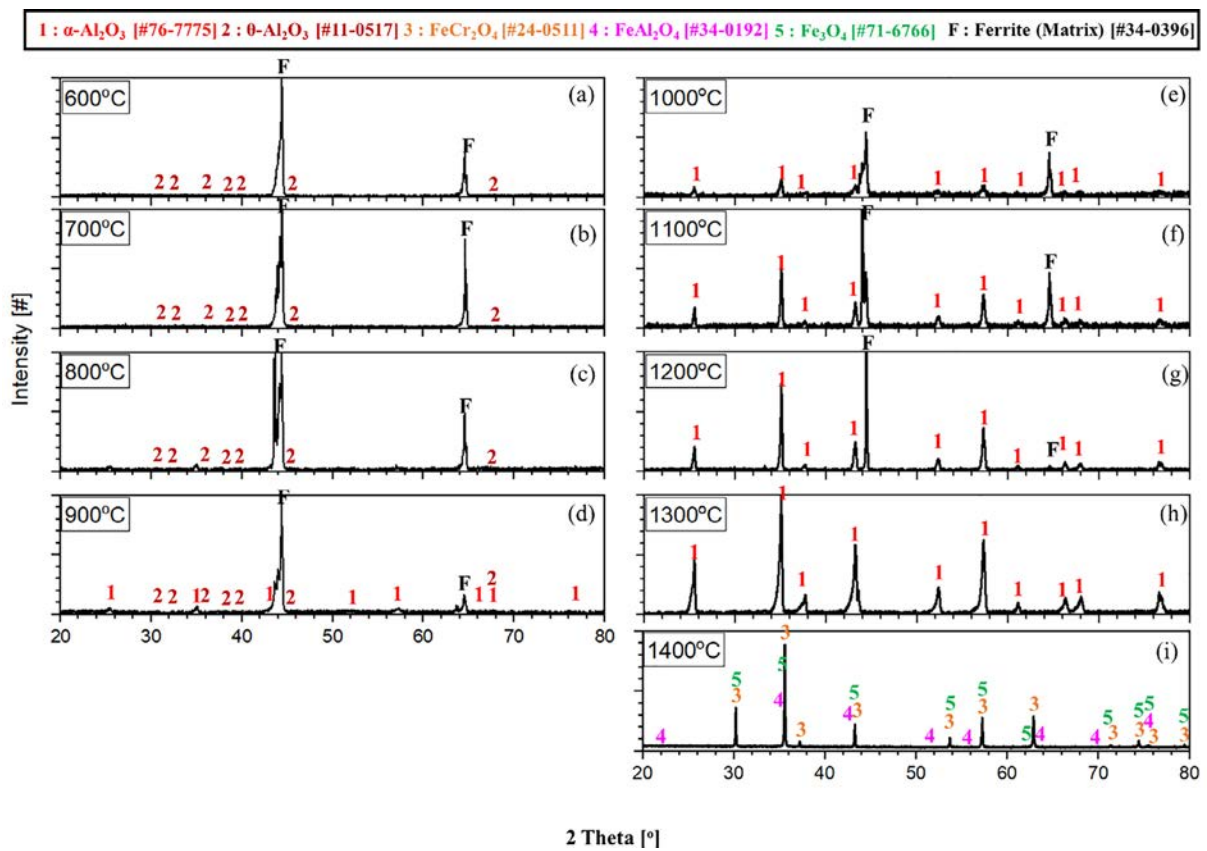 1 : α-Al₂O₃ [#76-7775] 2 : θ-Al₂O₃ [#11-0517] 3 : FeCr₂O₄ [#24-0511] 4 : FeAl₂O₄ [#34-0192] 5 : Fe₃O₄ [#71-6766] F : Ferrite (Matrix) [#34-0396]
Intensity [#]
600°C
(a)
F
F
2 2 2 2 2 2 2
700°C
(b)
F
F
2 2 2 2 2 2 2
800°C
(c)
F
F
2 2 2 2 2 2 2
900°C
(d)
F
F
2
1 2 2 1 2 2 2 1 2 1 1 1 2 1
20 30 40 50 60 70 80
1000°C
(e)
F
F
1 1 1 1 1 1 1 1 1 1
1100°C
(f)
F
F
1 1 1 1 1 1 1 1 1 1
1200°C
(g)
F
F
1 1 1 1 1 1 1 1 1 1
1300°C
(h)
1 1 1 1 1 1 1 1 1 1
1400°C
(i)
3
5 5 5 5 5 5 5 5 5
3 3 3 3 3 3 3 3 3
4 4 4 4 4 4 4 4
20 30 40 50 60 70 80
2 Theta [°]